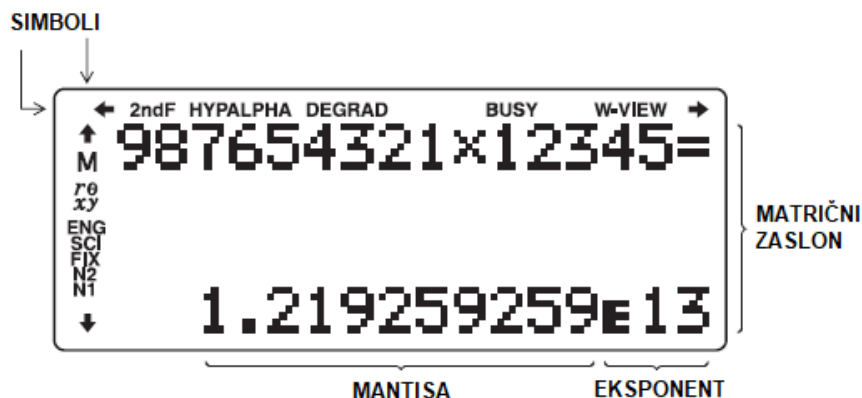 SIMBOLI
← 2ndF HYPALPHA DEGRAD BUSY W-VIEW →
↑
M
rθ
xy
ENG
SCI
FIX
N2
N1
↓
987654321×12345=
1.219259259E13
MATRIČNI
ZASLON
MANTISA
EKSPONENT